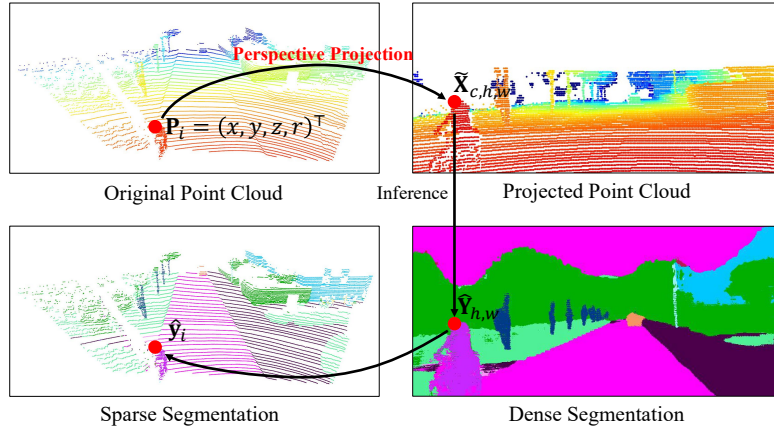 Perspective Projection
X̃_{c,h,w}
P_i = (x, y, z, r)^⊤
Original Point Cloud
Inference
Projected Point Cloud
Ŷ_{h,w}
ŷ_i
Sparse Segmentation
Dense Segmentation